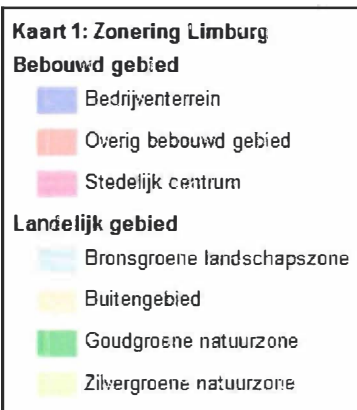 Kaart 1: Zonering Limburg
Bebouwd gebied
Bedrijventerrein
Overig bebouwd gebied
Stedelijk centrum
Landelijk gebied
Bronsgroene landschapszone
Buitengebied
Goudgroene natuurzone
Zilvergroene natuurzone